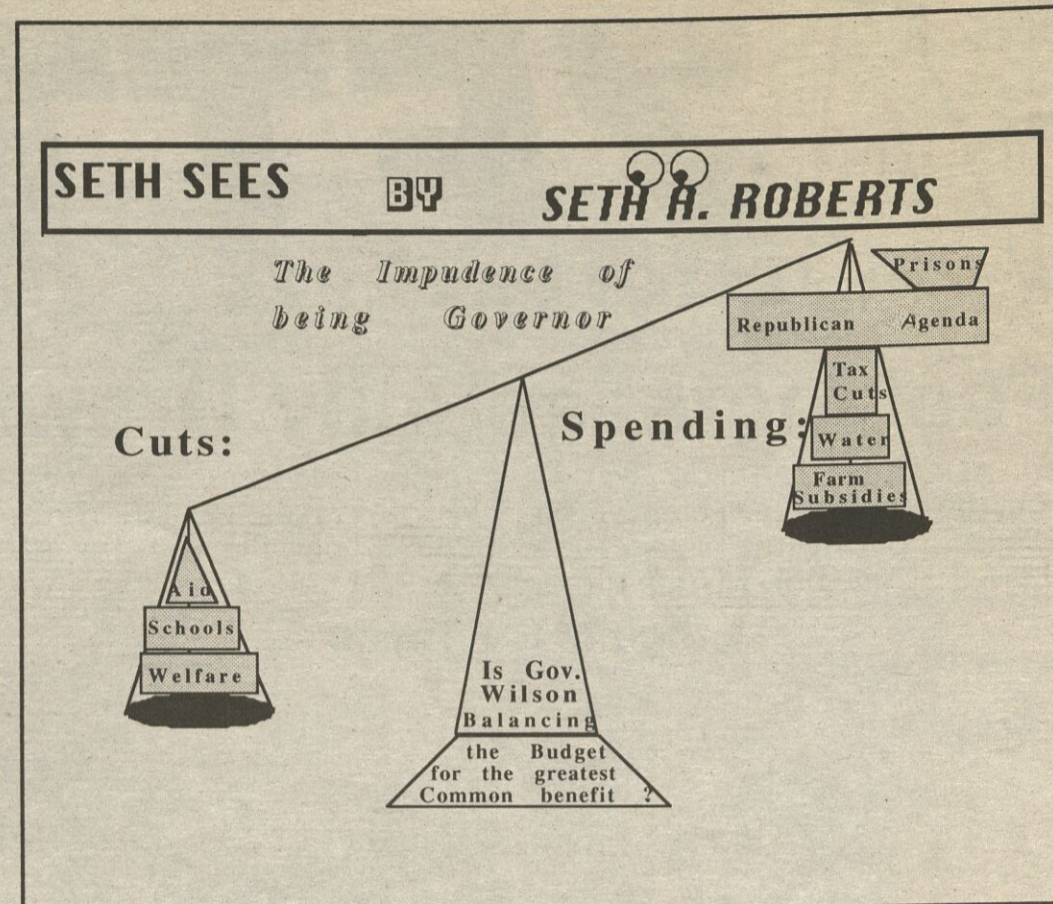 SETH SEES BY SETH A. ROBERTS
The Impudence of
being Governor
Prisons
Republican Agenda
Tax
Cuts
Spending:
Water
Farm
Subsidies
Cuts:
Aid
Schools
Welfare
Is Gov.
Wilson
Balancing
the Budget
for the greatest
Common benefit ?